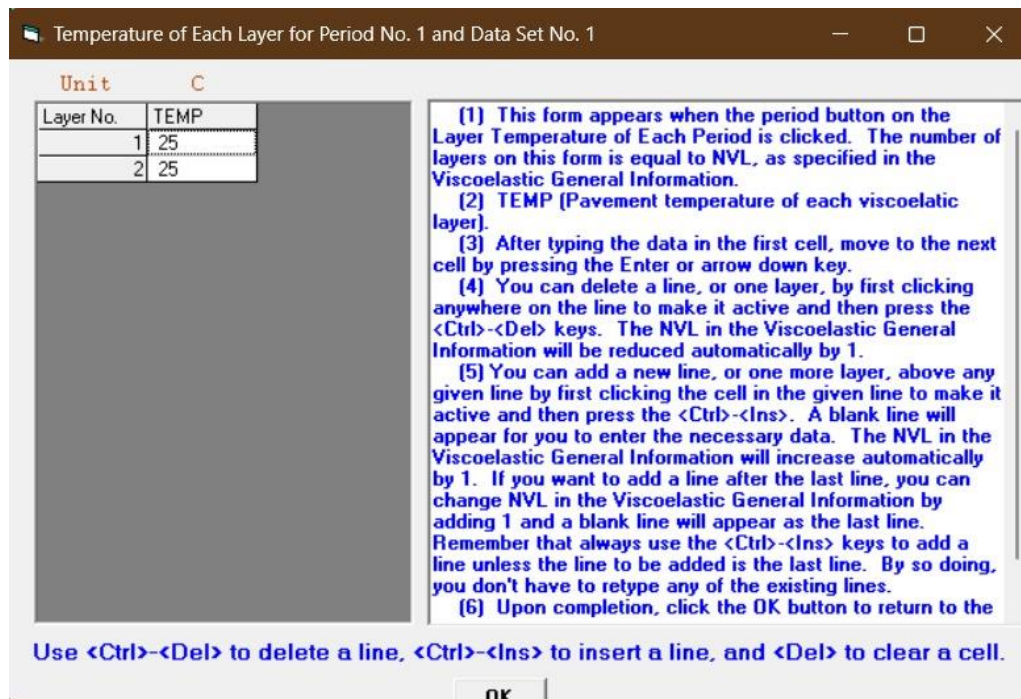 Temperature of Each Layer for Period No. 1 and Data Set No. 1
Unit C
Layer No. TEMP
1 25
2 25
(1) This form appears when the period button on the
Layer Temperature of Each Period is clicked. The number of
layers on this form is equal to NVL, as specified in the
Viscoelastic General Information.
(2) TEMP (Pavement temperature of each viscoelatic
layer).
(3) After typing the data in the first cell, move to the next
cell by pressing the Enter or arrow down key.
(4) You can delete a line, or one layer, by first clicking
anywhere on the line to make it active and then press the
<Ctrl>-<Del> keys. The NVL in the Viscoelastic General
Information will be reduced automatically by 1.
(5) You can add a new line, or one more layer, above any
given line by first clicking the cell in the given line to make it
active and then press the <Ctrl>-<Ins>. A blank line will
appear for you to enter the necessary data. The NVL in the
Viscoelastic General Information will increase automatically
by 1. If you want to add a line after the last line, you can
change NVL in the Viscoelastic General Information by
adding 1 and a blank line will appear as the last line.
Remember that always use the <Ctrl>-<Ins> keys to add a
line unless the line to be added is the last line. By so doing,
you don't have to retype any of the existing lines.
(6) Upon completion, click the OK button to return to the
Use <Ctrl>-<Del> to delete a line, <Ctrl>-<Ins> to insert a line, and <Del> to clear a cell.
OK